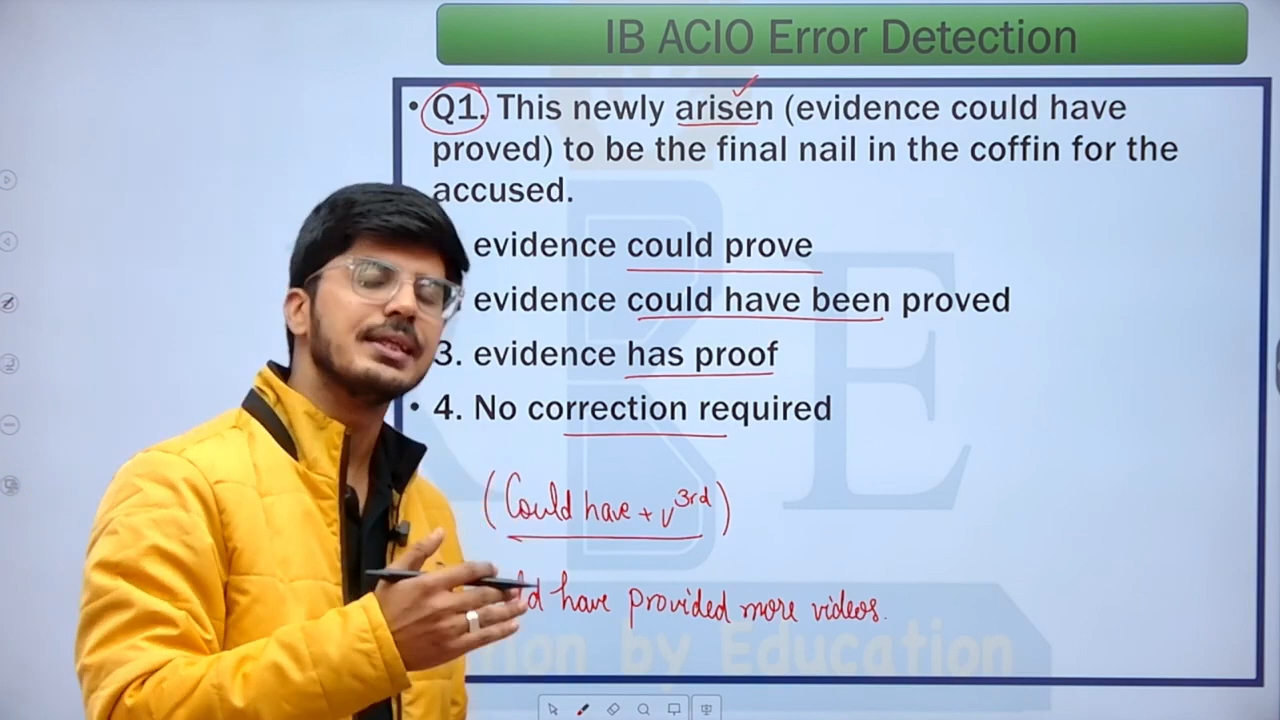 IB ACIO Error Detection
• Q1. This newly arisen (evidence could have
proved) to be the final nail in the coffin for the
accused.
evidence could prove
evidence could have been proved
3. evidence has proof
• 4. No correction required
(Could have + V3rd)
have provided more videos.
by Education